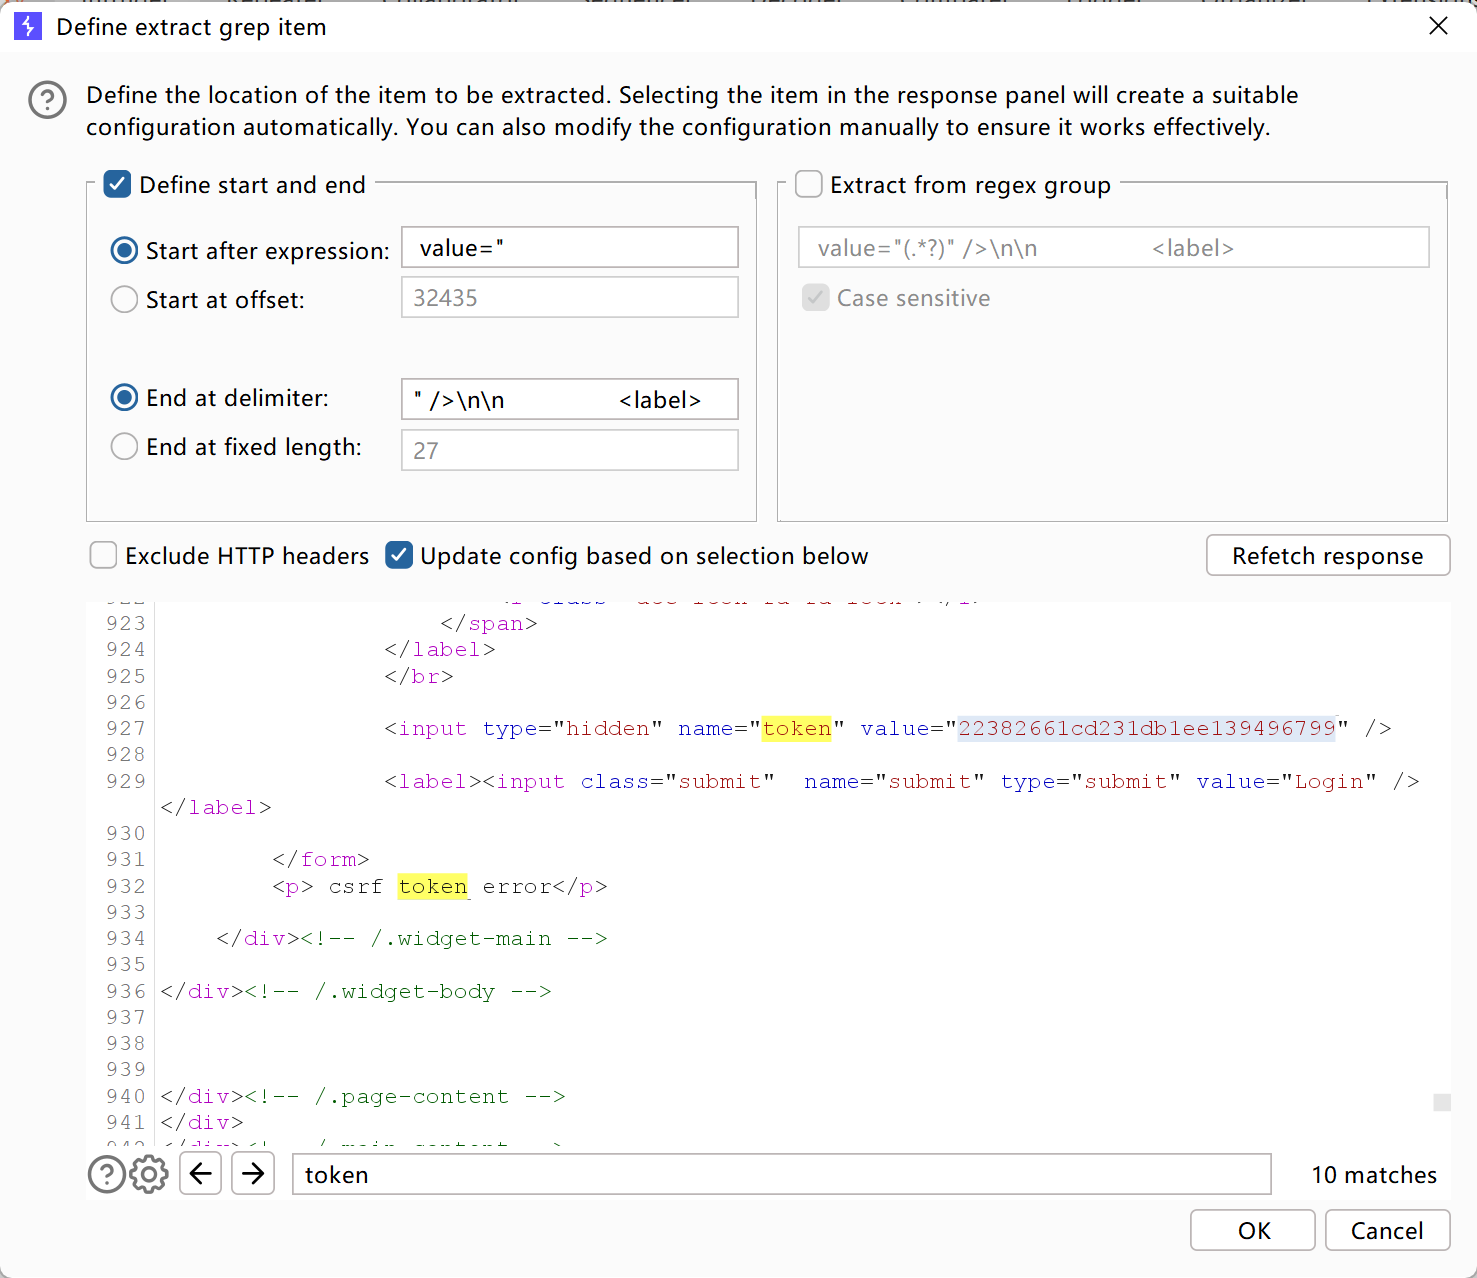 Define extract grep item
Define the location of the item to be extracted. Selecting the item in the response panel will create a suitable
configuration automatically. You can also modify the configuration manually to ensure it works effectively.
Define start and end
Start after expression: value="
Start at offset: 32435
End at delimiter: " />\n\n                <label>
End at fixed length: 27
Extract from regex group
value="(.*?)" />\n\n                <label>
Case sensitive
Exclude HTTP headers Update config based on selection below Refetch response
923 </span>
924 </label>
925 </br>
926
927 <input type="hidden" name="token" value="22382661cd231db1ee139496799" />
928
929 <label><input class="submit"  name="submit" type="submit" value="Login" />
</label>
930
931 </form>
932 <p> csrf token error</p>
933
934 </div><!-- /.widget-main -->
935
936 </div><!-- /.widget-body -->
937
938
939
940 </div><!-- /.page-content -->
941 </div>
token 10 matches
OK Cancel